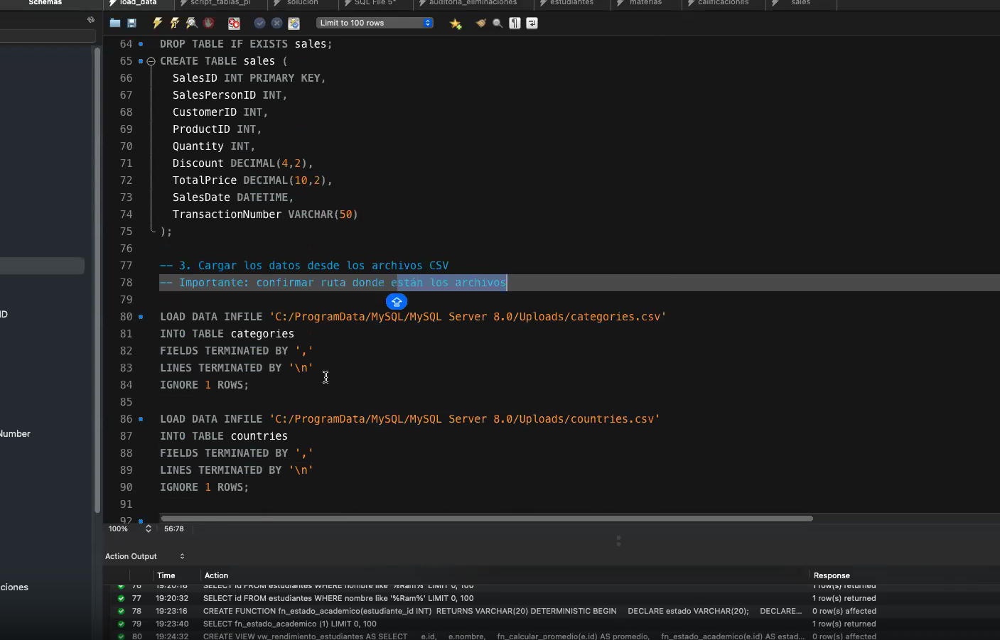 Schemas
load_data
script_tablas_pi
solucion
SQL File 5*
auditoria_eliminaciones
estudiantes
materias
calificaciones
sales
Limit to 100 rows
64 DROP TABLE IF EXISTS sales;
65 CREATE TABLE sales (
66 SalesID INT PRIMARY KEY,
67 SalesPersonID INT,
68 CustomerID INT,
69 ProductID INT,
70 Quantity INT,
71 Discount DECIMAL(4,2),
72 TotalPrice DECIMAL(10,2),
73 SalesDate DATETIME,
74 TransactionNumber VARCHAR(50)
75 );
76
77 -- 3. Cargar los datos desde los archivos CSV
78 -- Importante: confirmar ruta donde están los archivos
79
80 LOAD DATA INFILE 'C:/ProgramData/MySQL/MySQL Server 8.0/Uploads/categories.csv'
81 INTO TABLE categories
82 FIELDS TERMINATED BY ','
83 LINES TERMINATED BY '\n'
84 IGNORE 1 ROWS;
85
86 LOAD DATA INFILE 'C:/ProgramData/MySQL/MySQL Server 8.0/Uploads/countries.csv'
87 INTO TABLE countries
88 FIELDS TERMINATED BY ','
89 LINES TERMINATED BY '\n'
90 IGNORE 1 ROWS;
91
92
ID
Number
ciones
100% 56:78
Action Output
Time Action Response
76 19:20:16 SELECT id FROM estudiantes WHERE nombre like '%Ram%' LIMIT 0, 100 1 row(s) returned
77 19:20:32 SELECT id FROM estudiantes WHERE nombre like '%Ram%' LIMIT 0, 100 1 row(s) returned
78 19:23:16 CREATE FUNCTION fn_estado_academico(estudiante_id INT) RETURNS VARCHAR(20) DETERMINISTIC BEGIN DECLARE estado VARCHAR(20); DECLARE... 0 row(s) affected
79 19:23:40 SELECT fn_estado_academico (1) LIMIT 0, 100 1 row(s) returned
80 19:24:32 CREATE VIEW vw_rendimiento_estudiantes AS SELECT e.id, e.nombre, fn_calcular_promedio(e.id) AS promedio, fn_estado_academico(e.id) AS estad... 0 row(s) affected